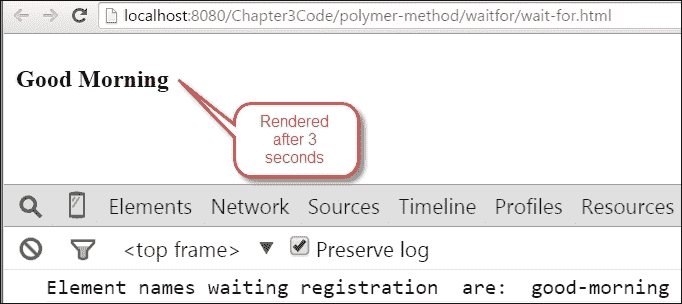 localhost:8080/Chapter3Code/polymer-method/waitfor/wait-for.html
Good Morning
Rendered
after 3
seconds
Elements Network Sources Timeline Profiles Resources
<top frame> ▼ Preserve log
Element names waiting registration are: good-morning